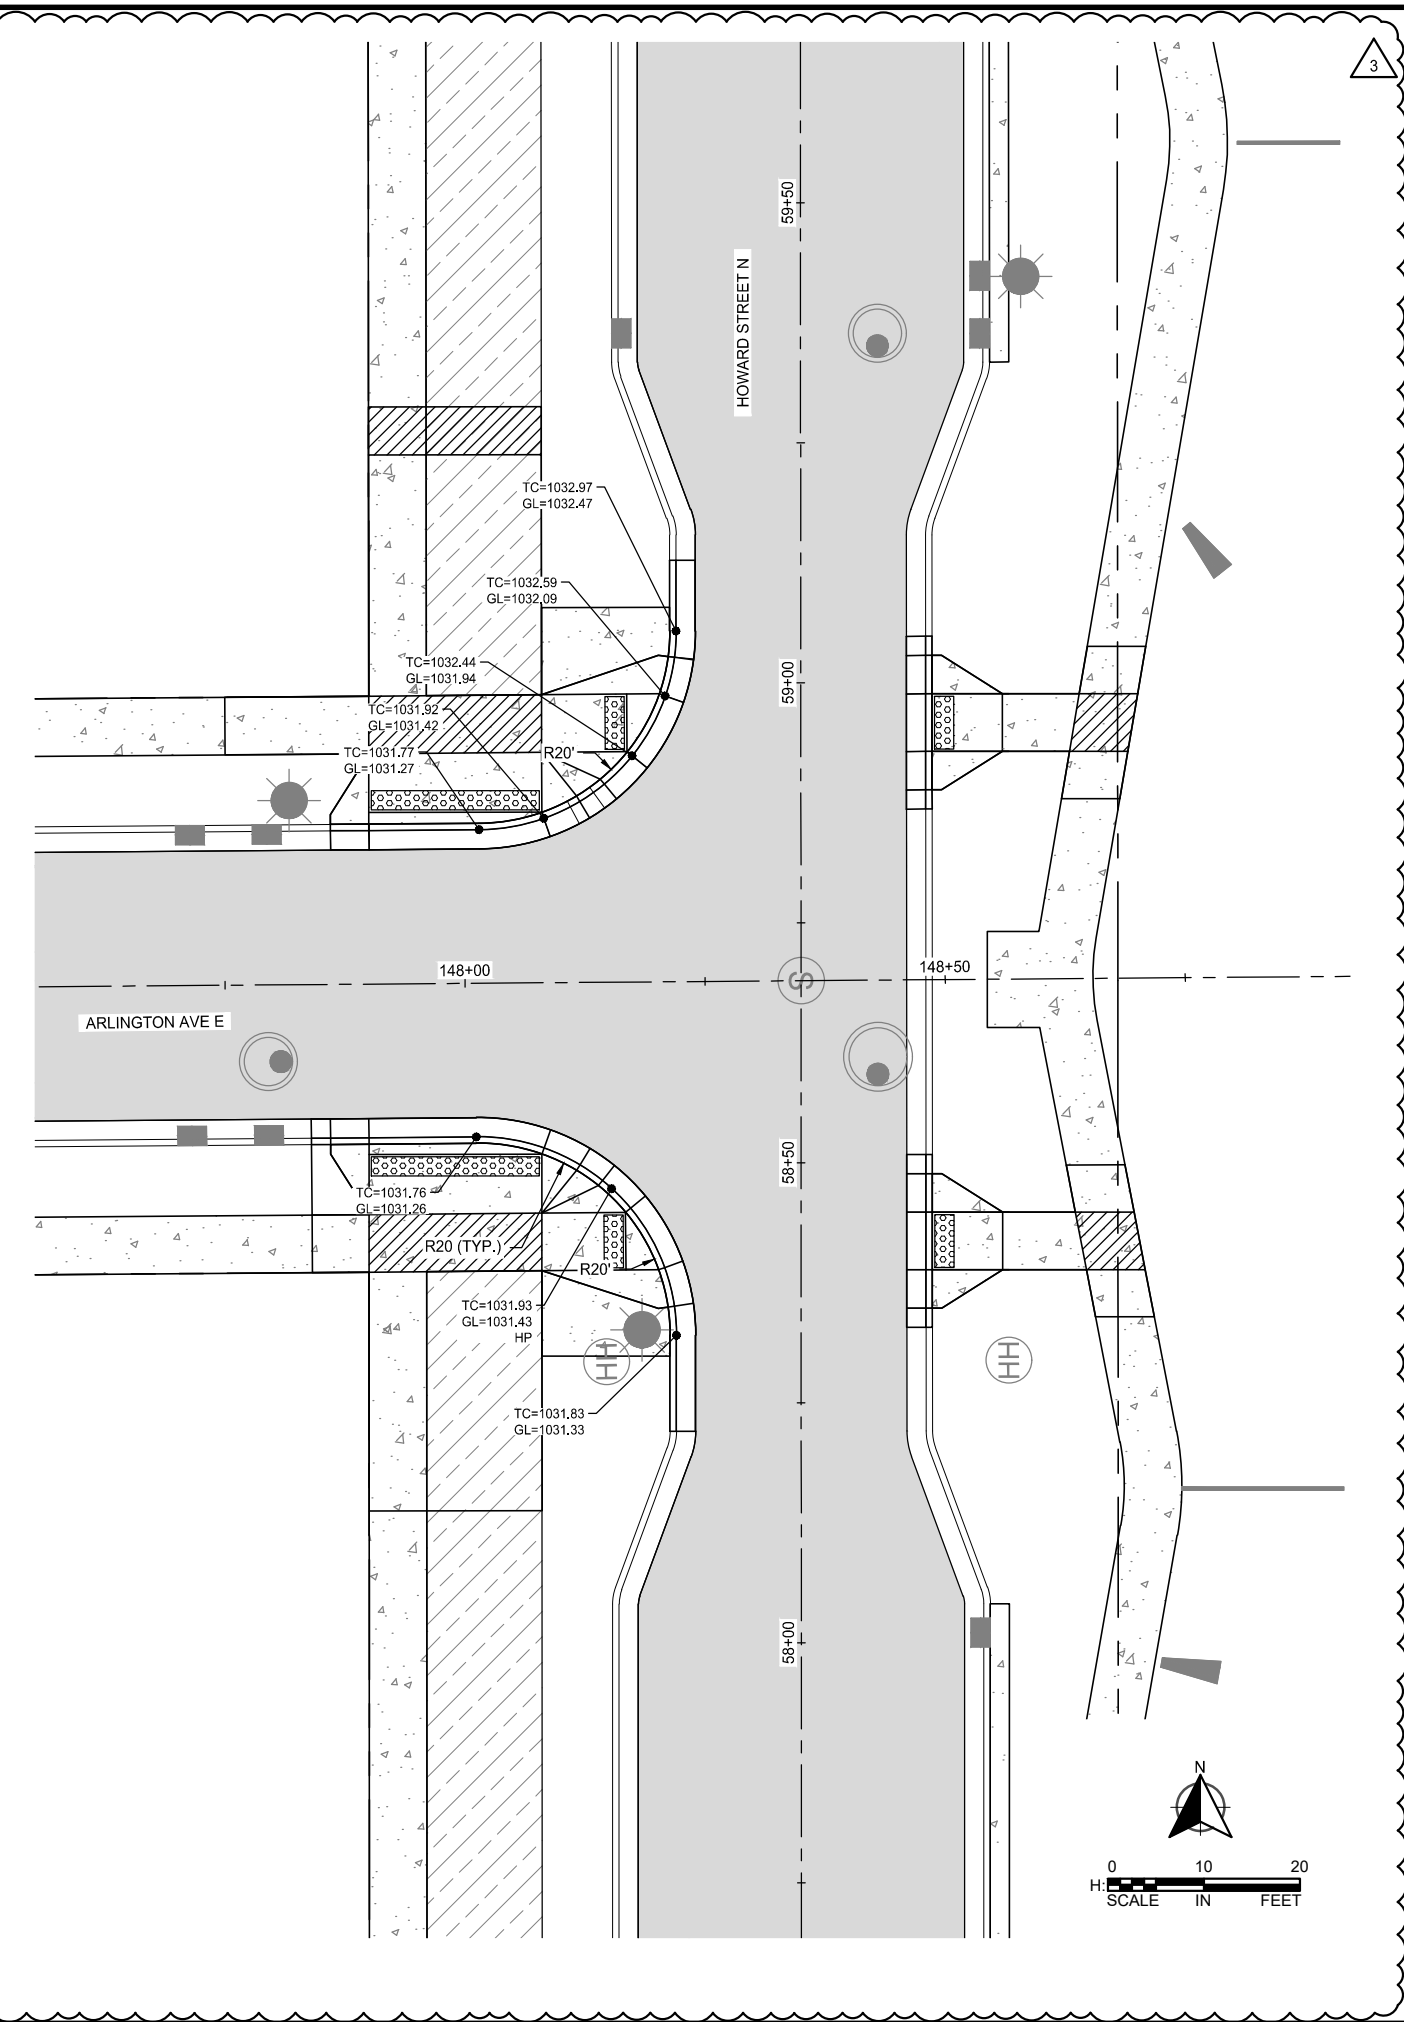 3
59+50
HOWARD STREET N
TC=1032.97
GL=1032.47
TC=1032.59
GL=1032.09
TC=1032.44
GL=1031.94
59+00
TC=1031.92
GL=1031.42
TC=1031.77
GL=1031.27
R20'
148+00
148+50
S
ARLINGTON AVE E
58+50
TC=1031.76
GL=1031.26
R20 (TYP.)
R20'
TC=1031.93
GL=1031.43
HP
HH
HH
TC=1031.83
GL=1031.33
58+00
N
0 10 20
H:
SCALE IN FEET